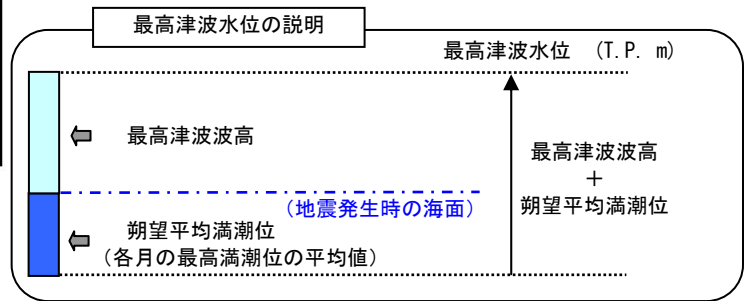 最高津波水位の説明
最高津波水位 (T.P. m)
最高津波波高
(地震発生時の海面)
朔望平均満潮位
(各月の最高満潮位の平均値)
最高津波波高
+
朔望平均満潮位